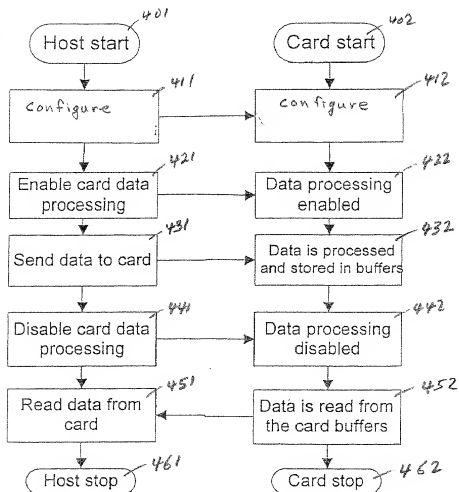 401
402
Host start
Card start
411
412
configure
configure
421
422
Enable card data
processing
Data processing
enabled
431
432
Send data to card
Data is processed
and stored in buffers
441
442
Disable card data
processing
Data processing
disabled
451
452
Read data from
card
Data is read from
the card buffers
461
462
Host stop
Card stop